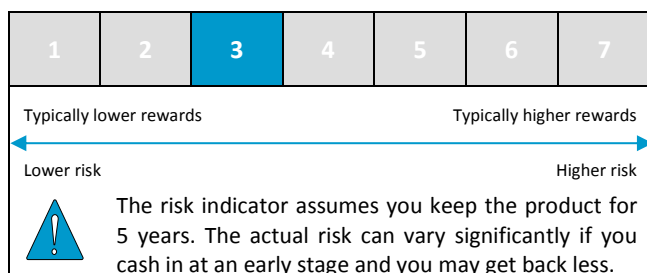 1 2 3 4 5 6 7
Typically lower rewards Typically higher rewards
Lower risk Higher risk
The risk indicator assumes you keep the product for
5 years. The actual risk can vary significantly if you
cash in at an early stage and you may get back less.